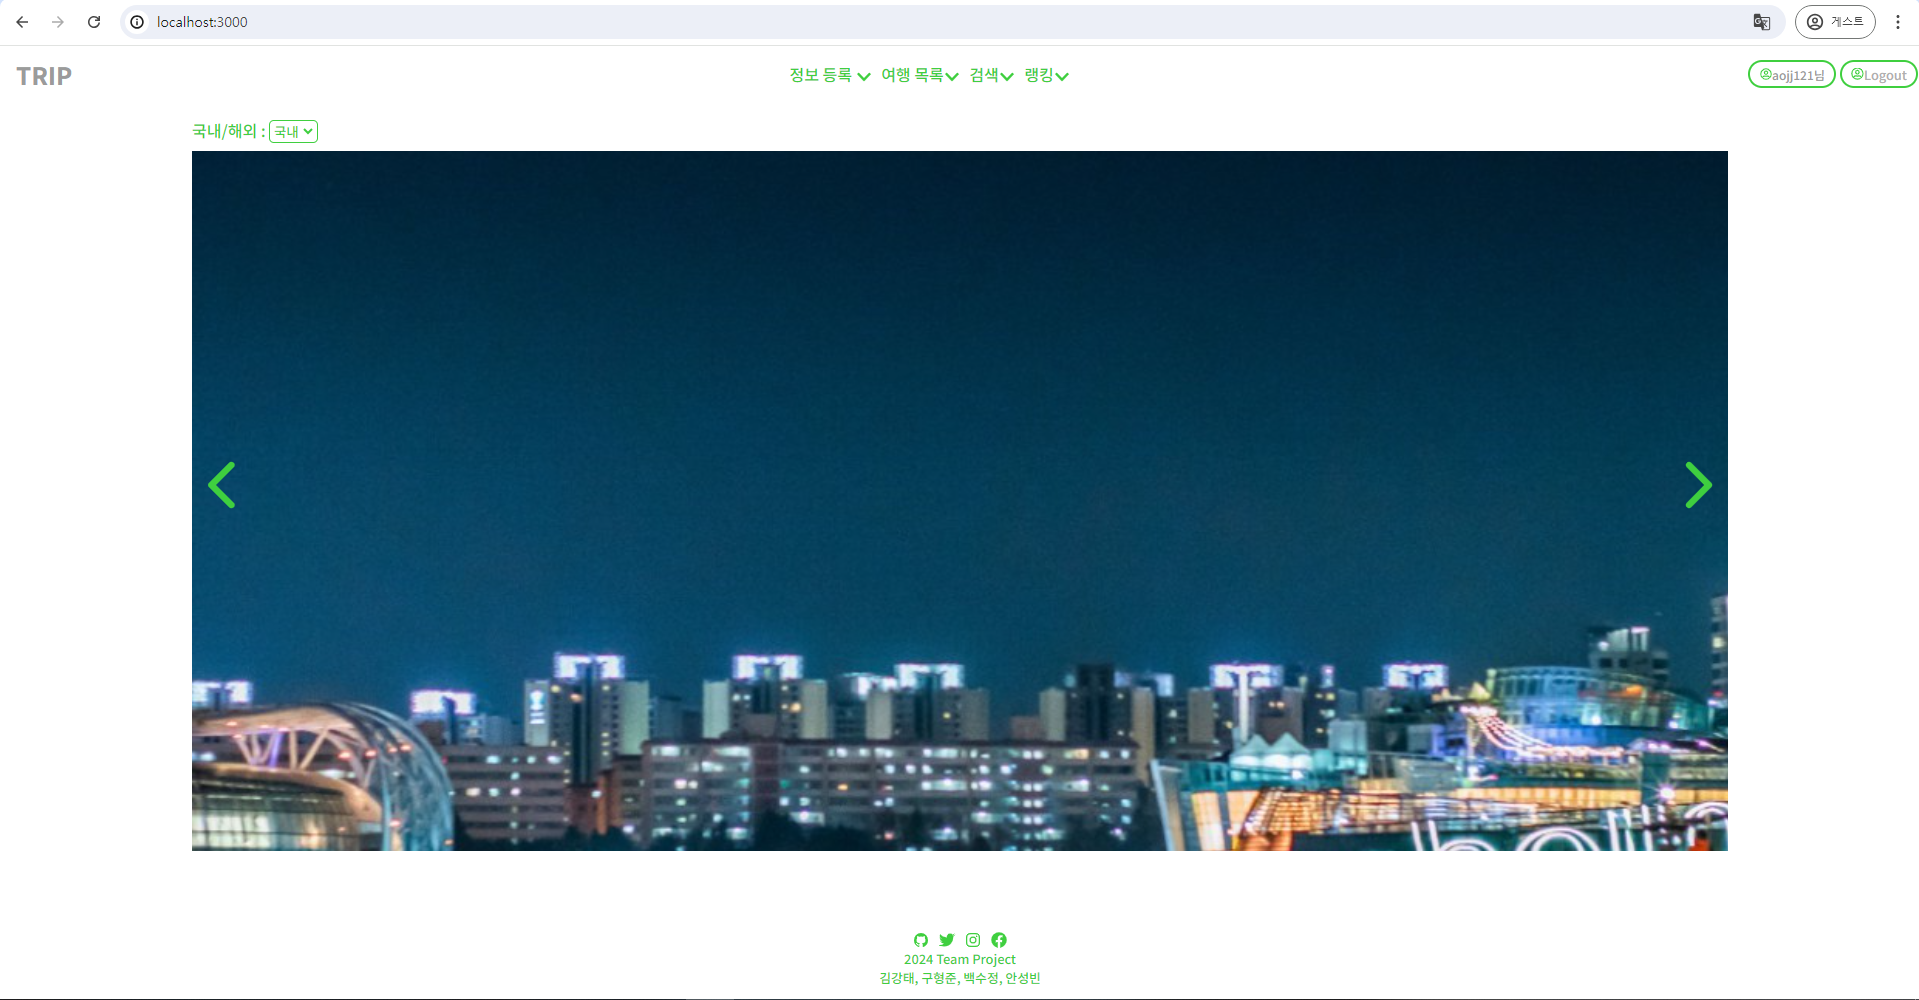 localhost:3000
게스트
TRIP
정보 등록 여행 목록 검색 랭킹
aojj121님 Logout
국내/해외 : 국내
2024 Team Project
김강태, 구형준, 백수정, 안성빈